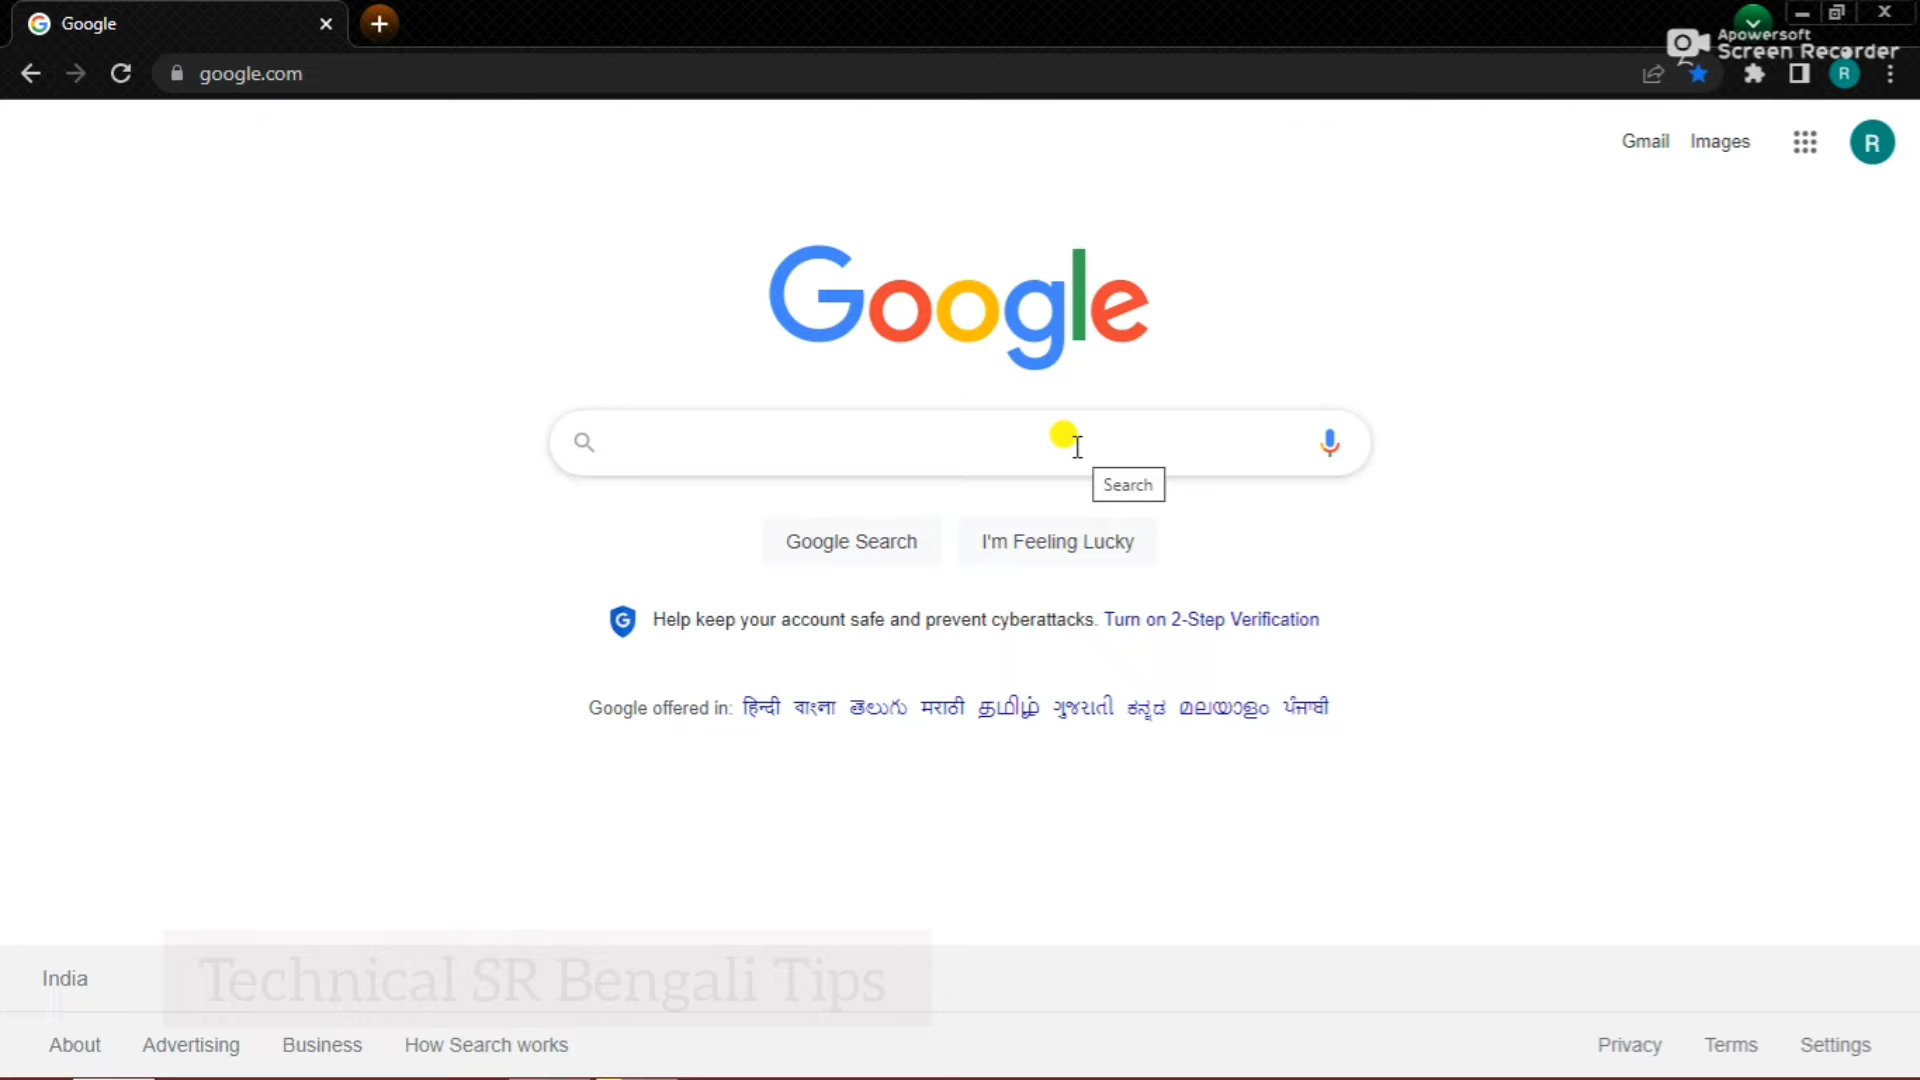 Google
google.com
Apowersoft
Screen Recorder
R
Gmail Images
R
Google
Search
Google Search I'm Feeling Lucky
G Help keep your account safe and prevent cyberattacks. Turn on 2-Step Verification
Google offered in: हिन्दी বাংলা తెలుగు मराठी தமிழ் ગુજરાતી ಕನ್ನಡ മലയാളം ਪੰਜਾਬੀ
India
Technical SR Bengali Tips
About Advertising Business How Search works Privacy Terms Settings